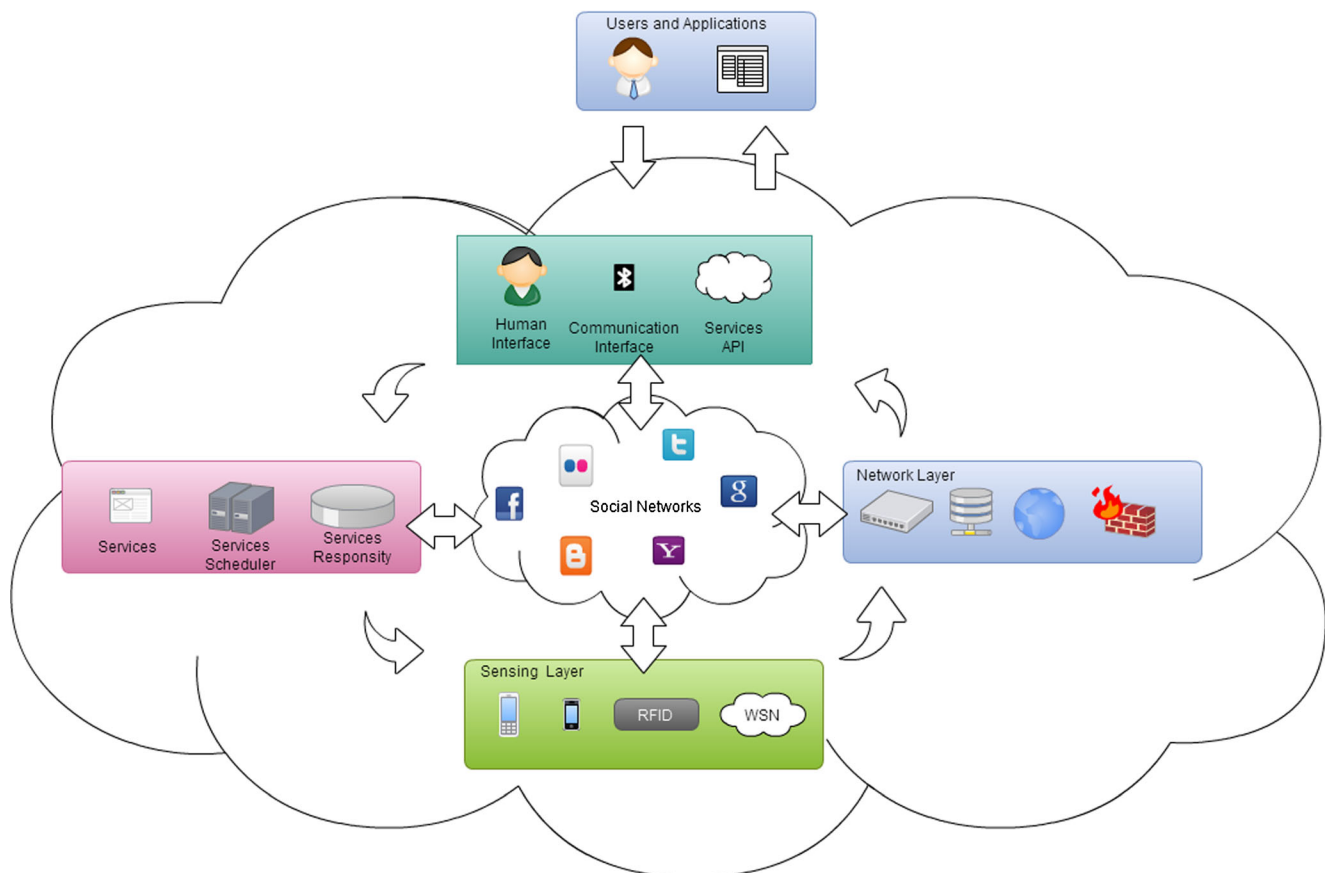 Users and Applications
Human
Interface
Communication
Interface
Services
API
Social Networks
Services
Services
Scheduler
Services
Responsity
Network Layer
Sensing Layer
RFID
WSN